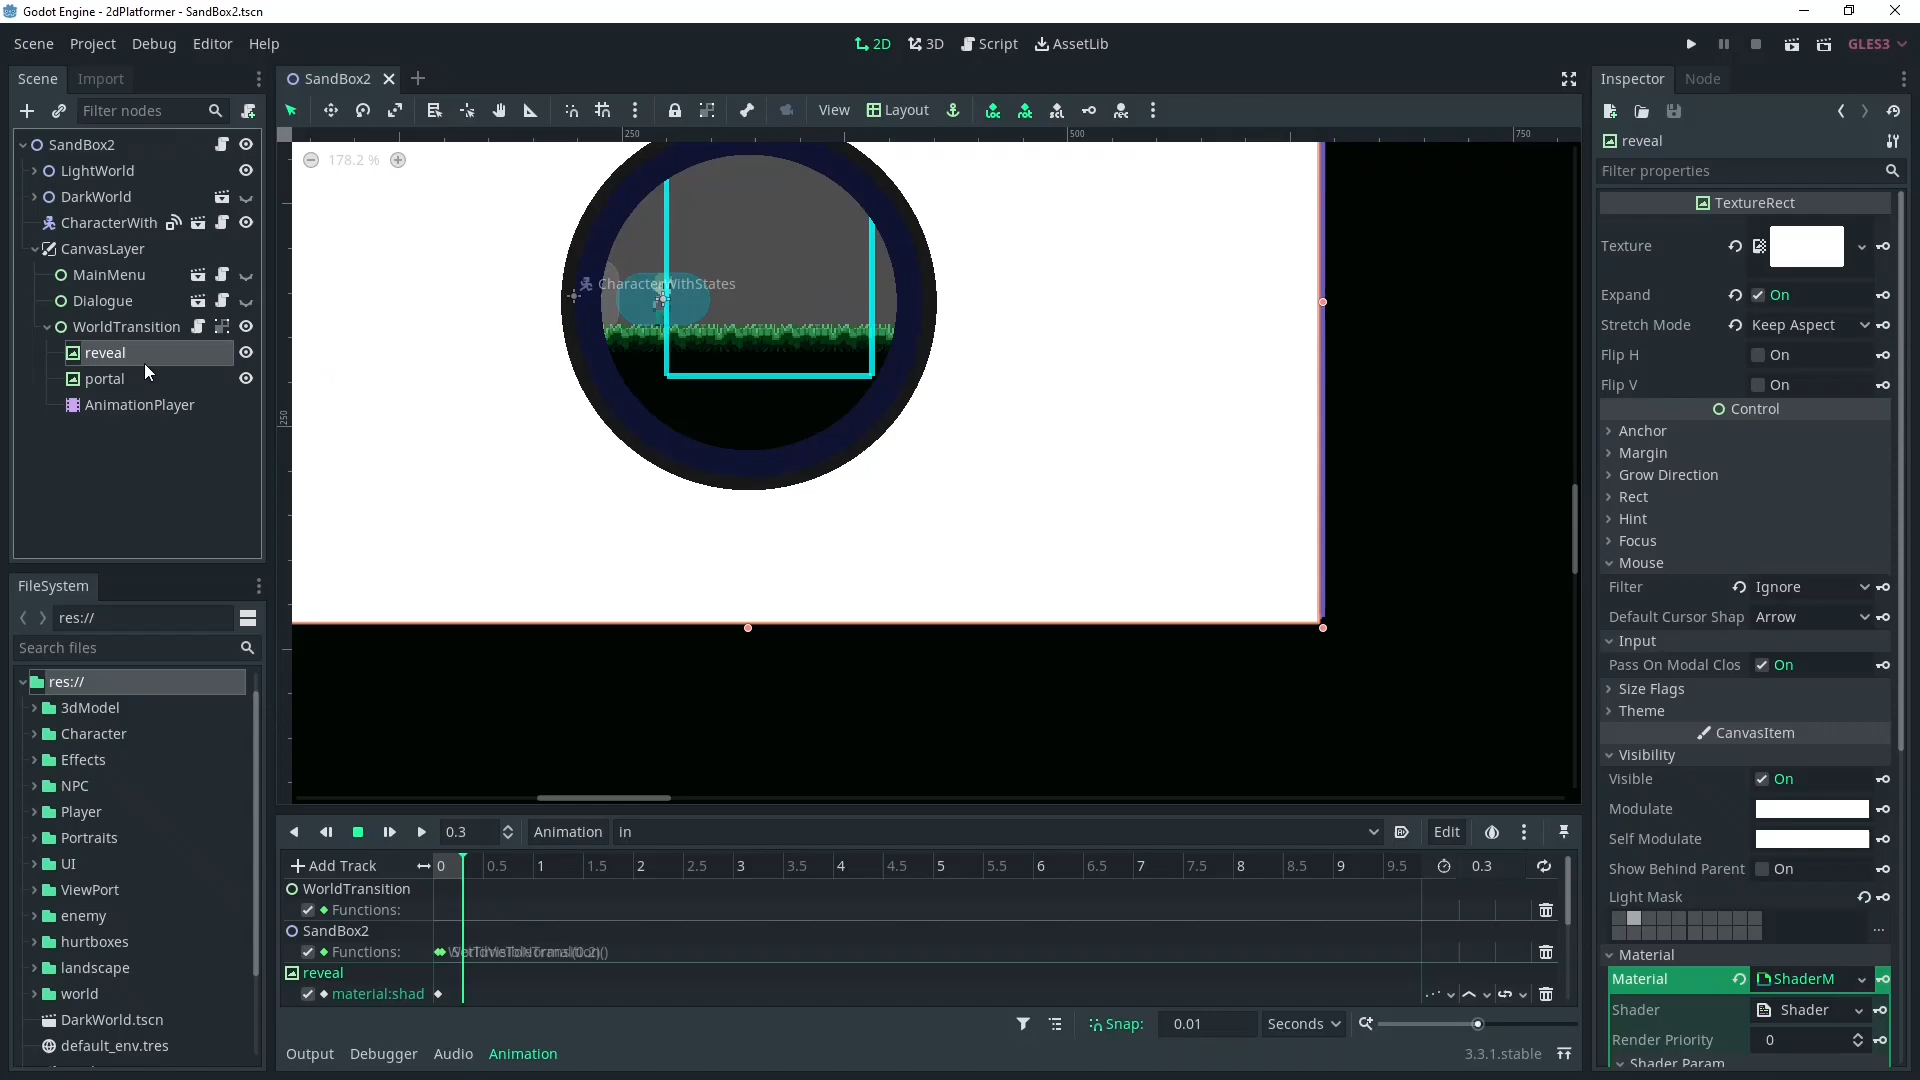 Godot Engine - 2dPlatformer - SandBox2.tscn
Scene Project Debug Editor Help
2D 3D Script AssetLib
GLES3
Scene Import
SandBox2
Inspector Node
Filter nodes
View Layout
SandBox2
LightWorld
DarkWorld
CharacterWith
CanvasLayer
MainMenu
Dialogue
WorldTransition
reveal
portal
AnimationPlayer
250 500 750
178.2 %
CharacterWithStates
250
reveal
Filter properties
TextureRect
Texture
Expand On
Stretch Mode Keep Aspect
Flip H On
Flip V On
Control
Anchor
Margin
Grow Direction
Rect
Hint
Focus
Mouse
Filter Ignore
Default Cursor Shap Arrow
Input
Pass On Modal Clos On
Size Flags
Theme
CanvasItem
Visibility
Visible On
Modulate
Self Modulate
Show Behind Parent On
Light Mask
...
Material
Material ShaderM
Shader Shader
Render Priority 0
Shader Param
FileSystem
res://
Search files
res://
3dModel
Character
Effects
NPC
Player
Portraits
UI
ViewPort
enemy
hurtboxes
landscape
world
DarkWorld.tscn
default_env.tres
0.3 Animation in Edit
Add Track 0 0.5 1 1.5 2 2.5 3 3.5 4 4.5 5 5.5 6 6.5 7 7.5 8 8.5 9 9.5 0.3
WorldTransition
Functions:
SandBox2
Functions:
reveal
material:shad
Snap: 0.01 Seconds
Output Debugger Audio Animation
3.3.1.stable